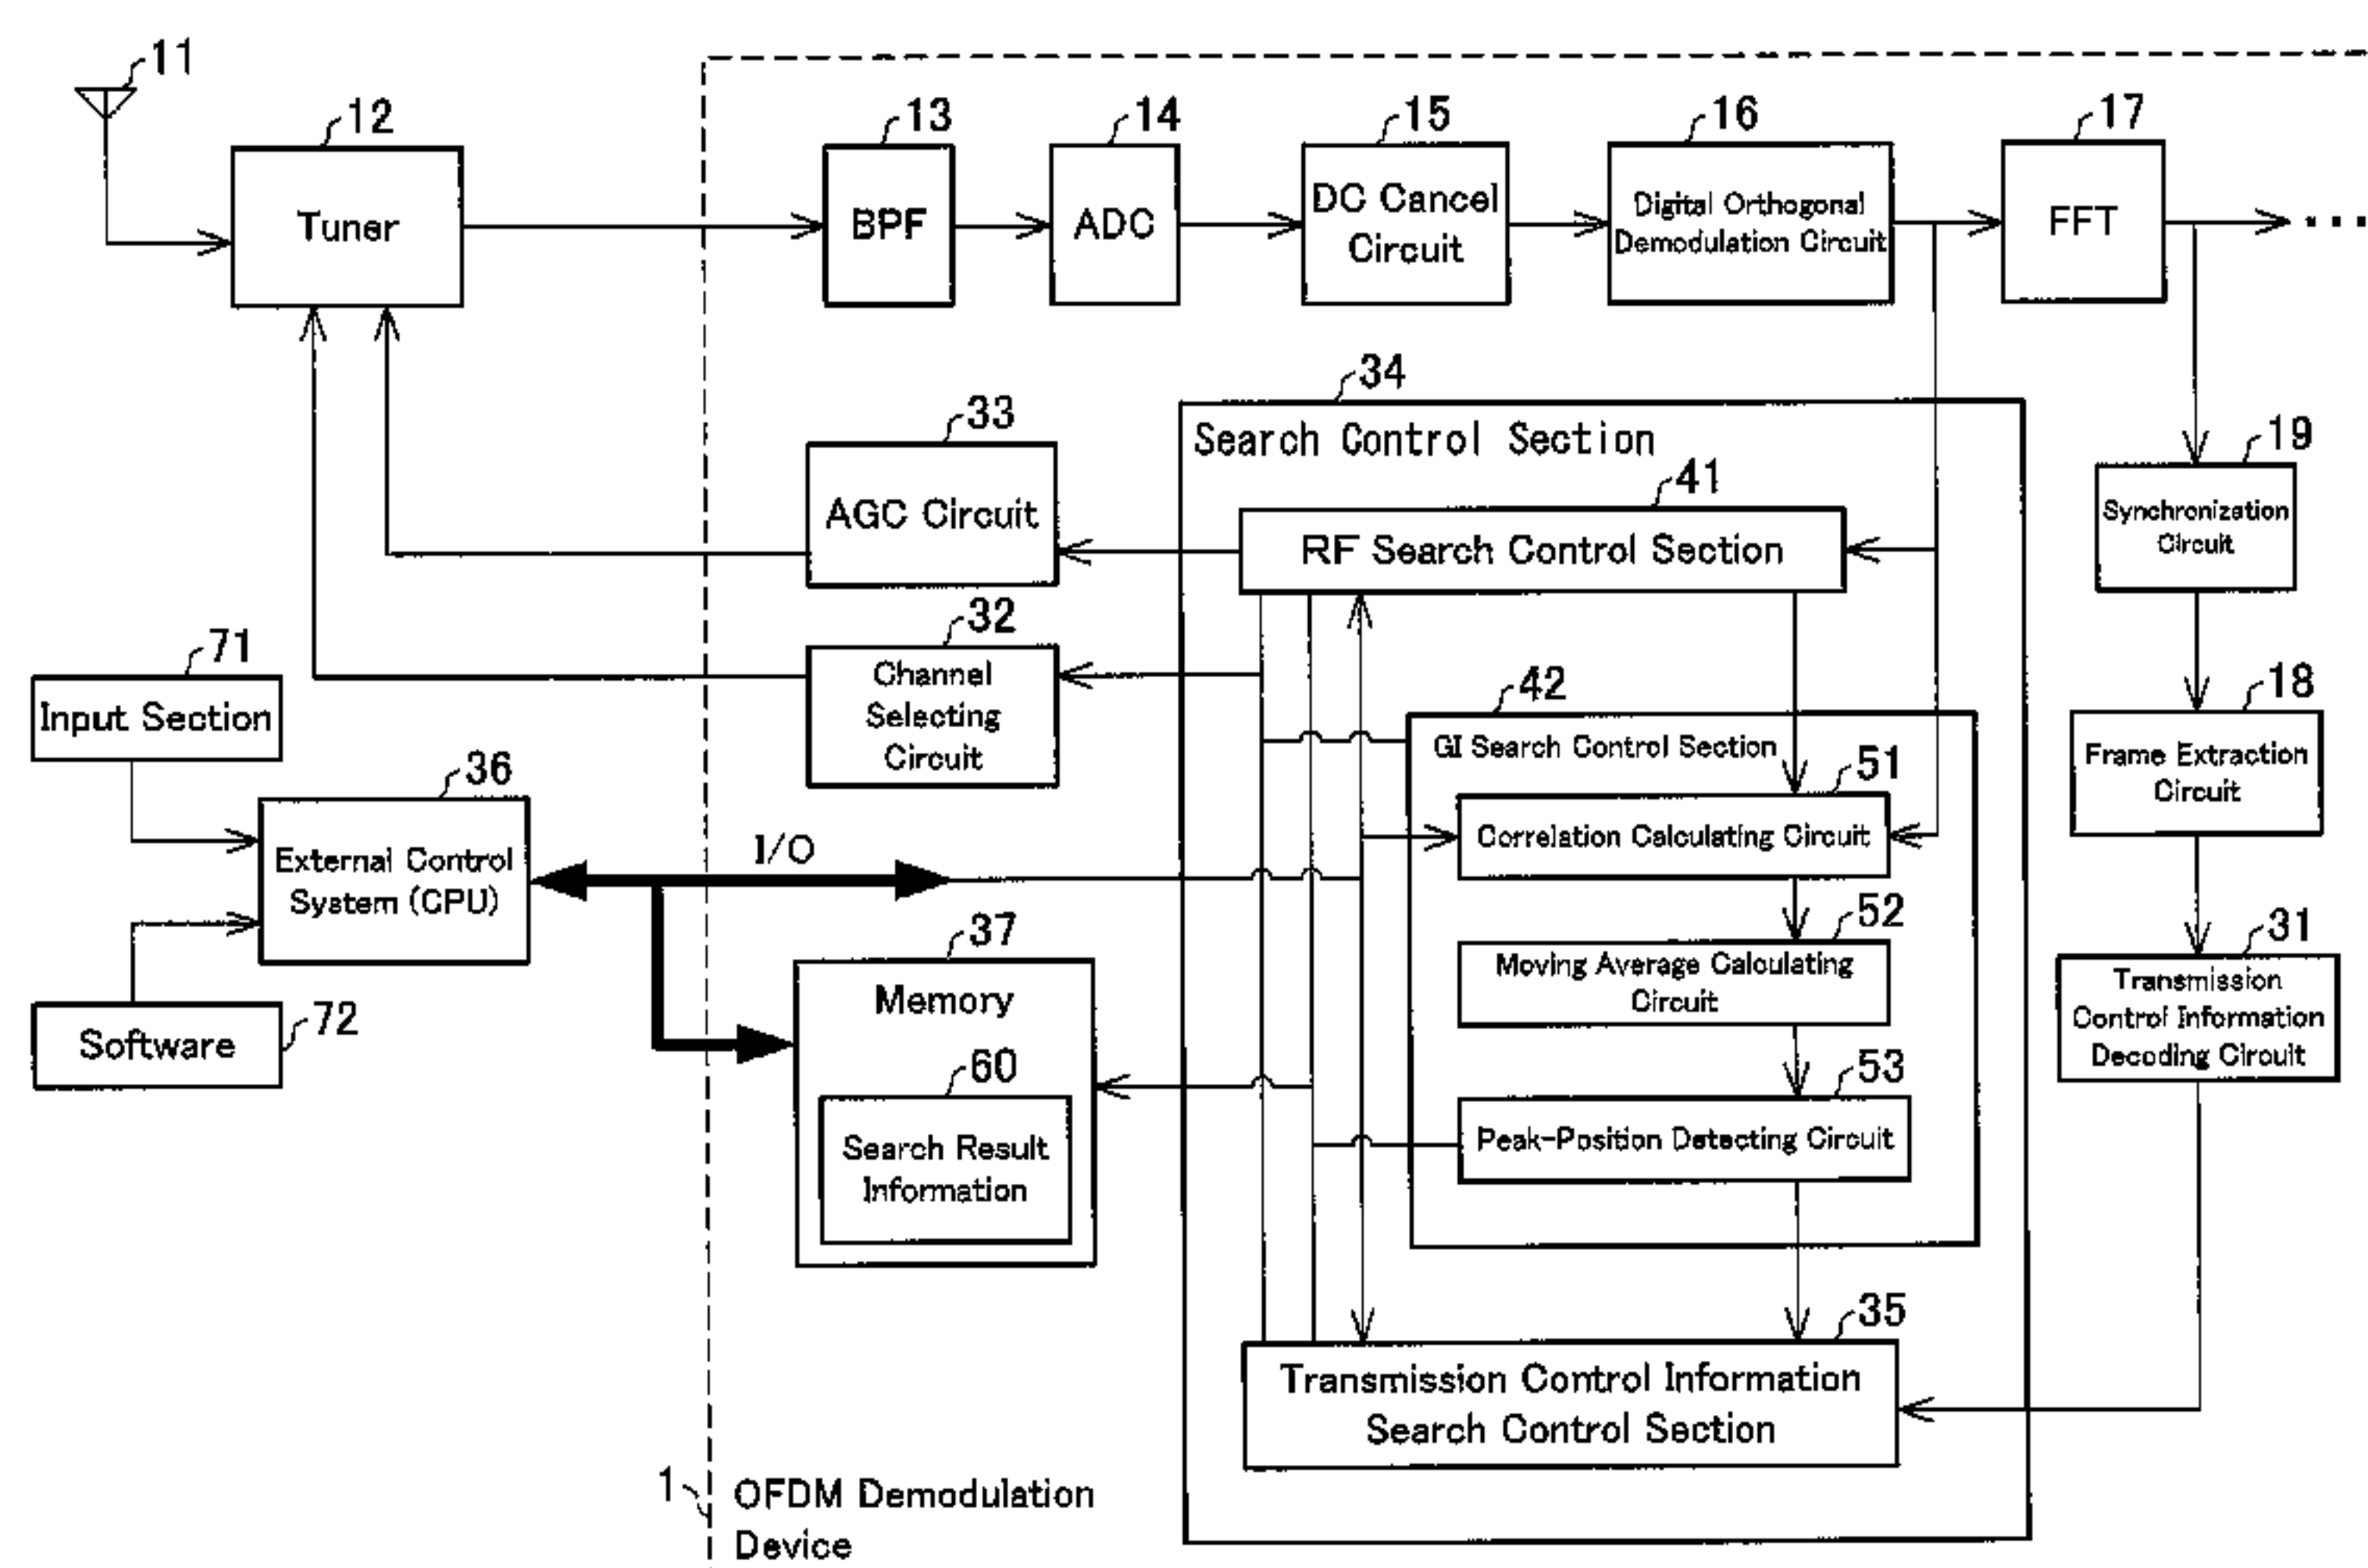 11
12
Tuner
13
BPF
14
ADC
15
DC Cancel
Circuit
16
Digital Orthogonal
Demodulation Circuit
17
FFT
...
34
Search Control Section
33
AGC Circuit
41
RF Search Control Section
19
Synchronization
Circuit
32
Channel
Selecting
Circuit
71
Input Section
42
GI Search Control Section
18
Frame Extraction
Circuit
36
External Control
System (CPU)
I/O
51
Correlation Calculating Circuit
52
Moving Average Calculating
Circuit
37
Memory
31
Transmission
Control Information
Decoding Circuit
72
Software
60
Search Result
Information
53
Peak-Position Detecting Circuit
35
Transmission Control Information
Search Control Section
1
OFDM Demodulation
Device